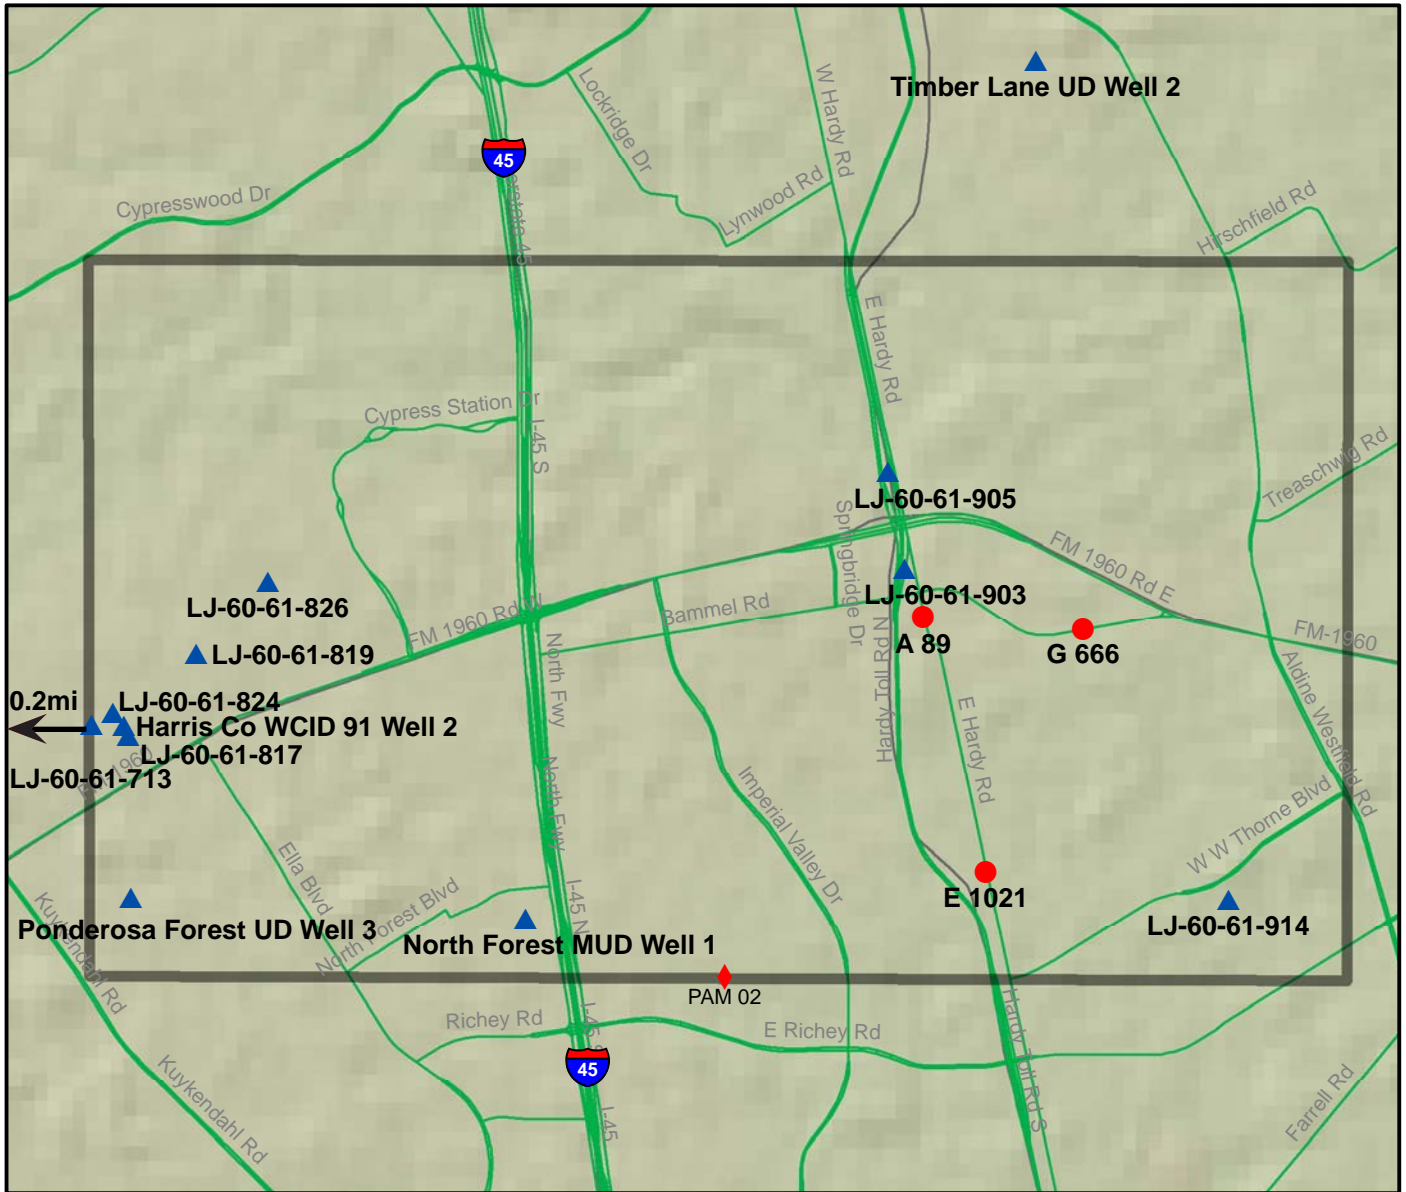 Timber Lane UD Well 2
W Hardy Rd
Lockridge Dr
45
Interstate 45
Cypresswood Dr
Lynwood Rd
Hirschfield Rd
E Hardy Rd
Cypress Station Dr
I-45 S
Treaschwig Rd
LJ-60-61-905
Springbridge Dr
FM 1960 Rd E
LJ-60-61-826
LJ-60-61-903
Bammel Rd
FM 1960 Rd W
A 89
G 666
FM-1960
LJ-60-61-819
North Fwy
Hardy Toll Rd N
Aldine Westfield Rd
0.2mi
LJ-60-61-824
Harris Co WCID 91 Well 2
LJ-60-61-817
LJ-60-61-713
E Hardy Rd
North Fwy
Imperial Valley Dr
W W Thorne Blvd
Ella Blvd
E 1021
Kuykendahl Rd
Ponderosa Forest UD Well 3
North Forest Blvd
I-45 N
North Forest MUD Well 1
LJ-60-61-914
PAM 02
Richey Rd
I-45 S
E Richey Rd
Hardy Toll Rd S
45
Kuykendahl Rd
I-45
Farrell Rd